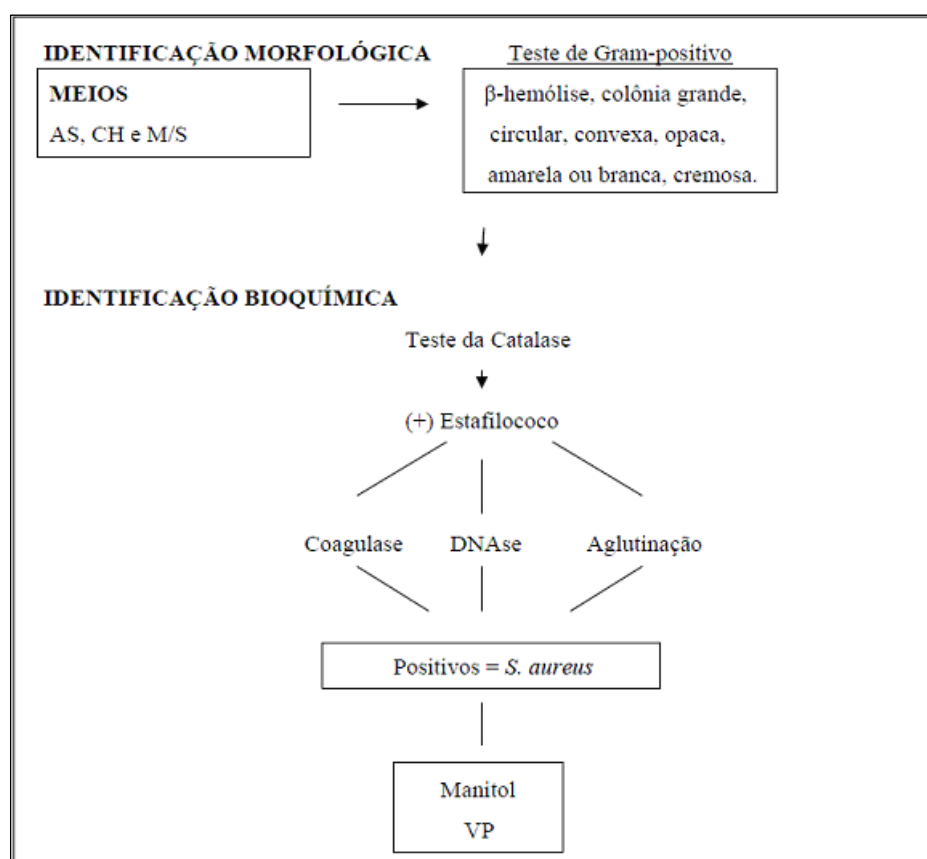 IDENTIFICAÇÃO MORFOLÓGICA
Teste de Gram-positivo
MEIOS
AS, CH e M/S
β-hemólise, colônia grande,
circular, convexa, opaca,
amarela ou branca, cremosa.
IDENTIFICAÇÃO BIOQUÍMICA
Teste da Catalase
(+) Estafilococo
Coagulase DNAse Aglutinação
Positivos = S. aureus
Manitol
VP